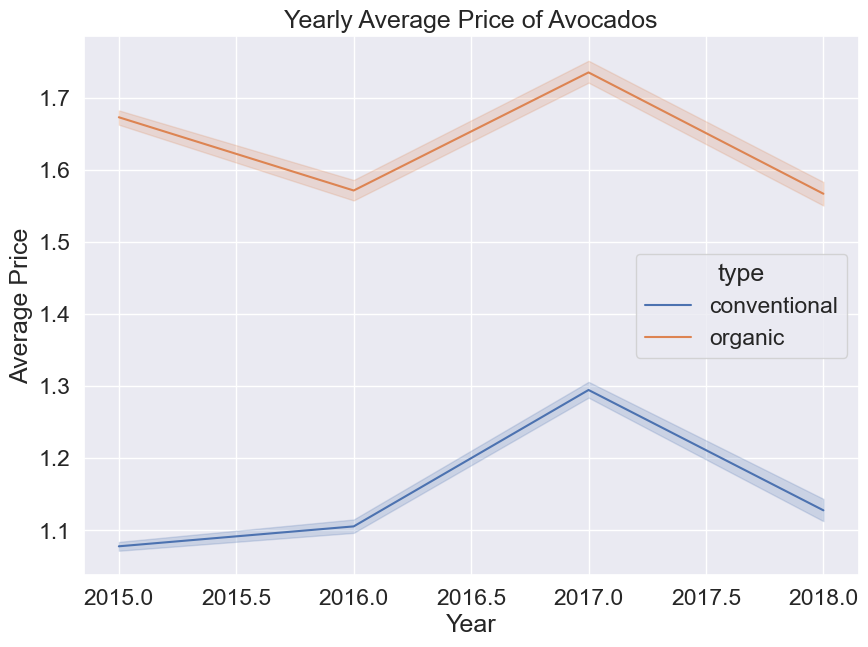 Yearly Average Price of Avocados
Average Price
1.7
1.6
1.5
1.4
1.3
1.2
1.1
type
conventional
organic
2015.0 2015.5 2016.0 2016.5 2017.0 2017.5 2018.0
Year